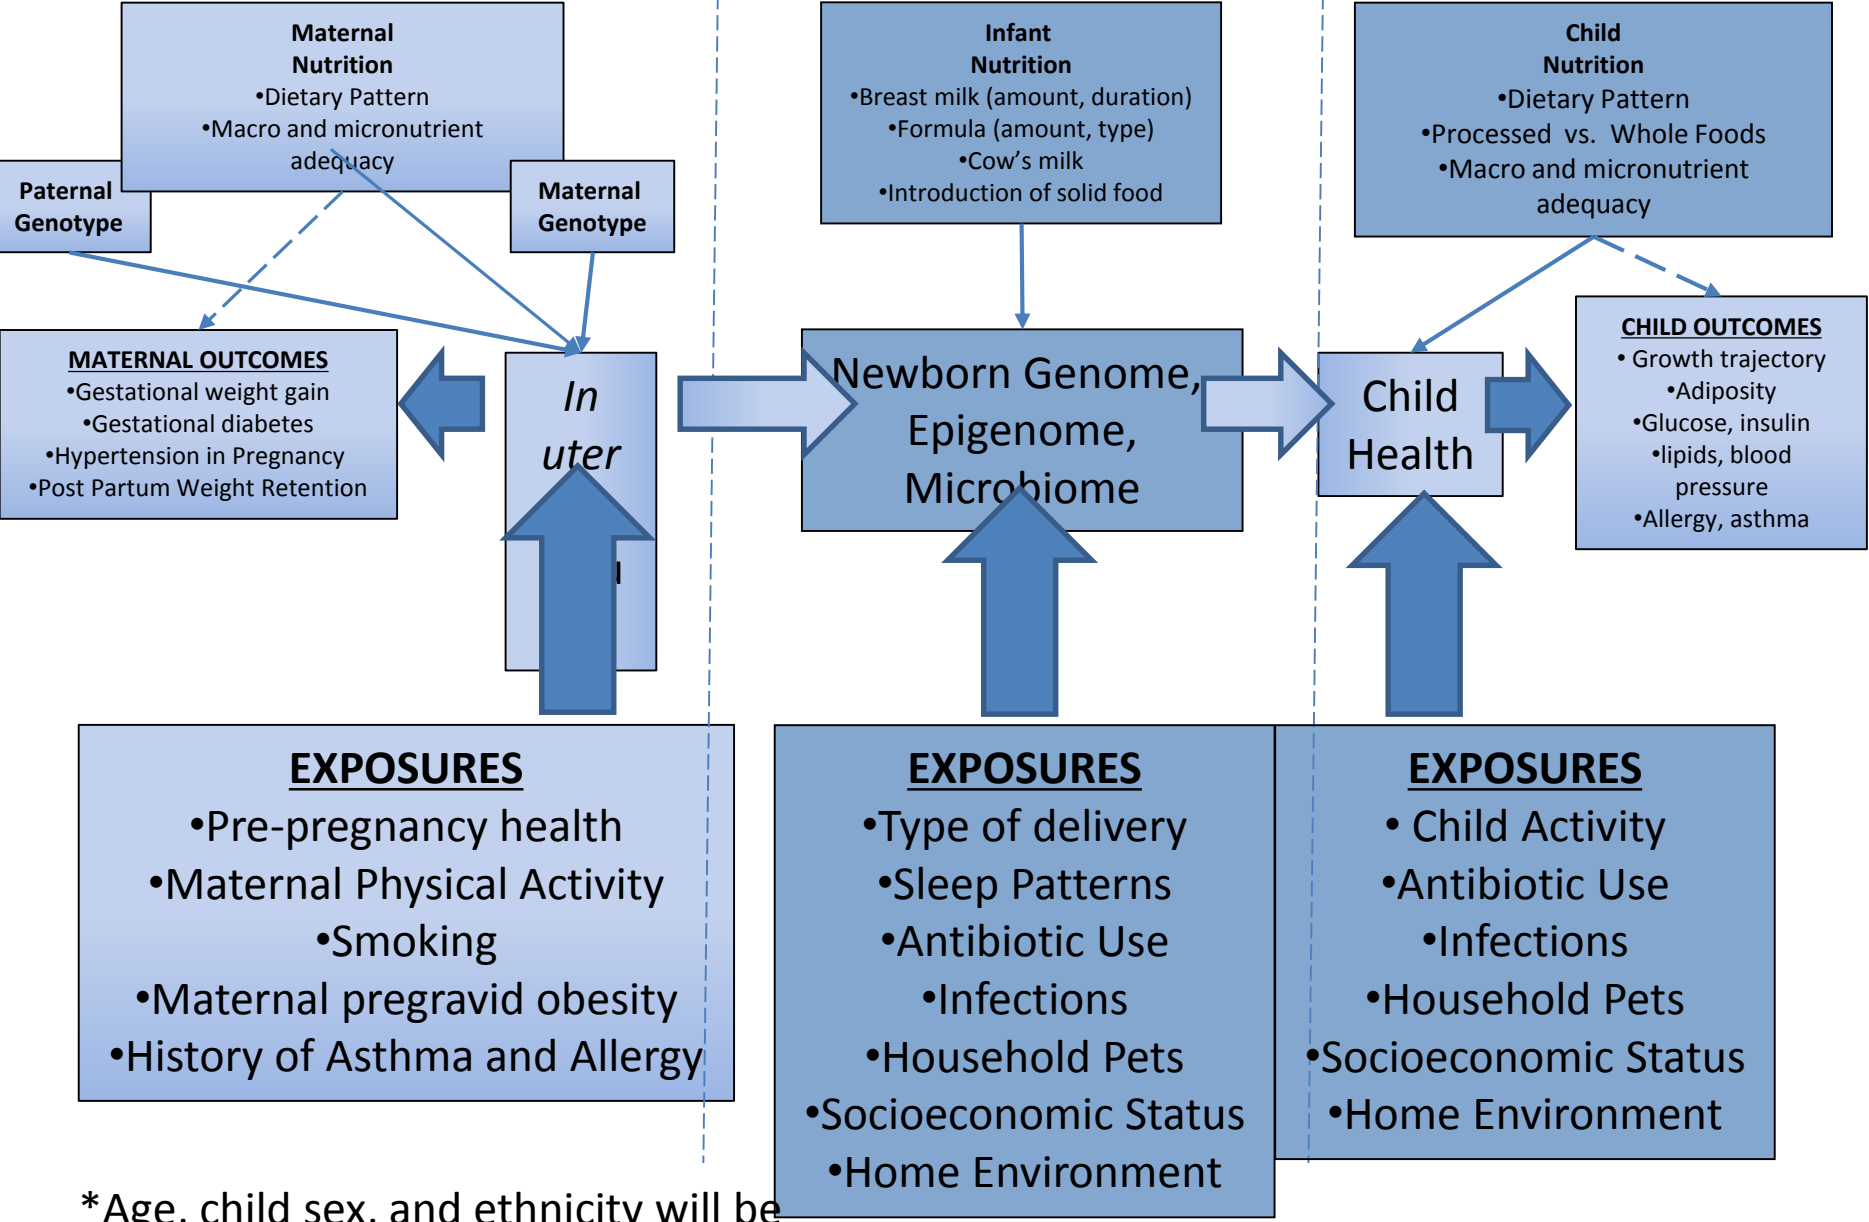 Maternal
Nutrition
•Dietary Pattern
•Macro and micronutrient
adequacy
Paternal
Genotype
Maternal
Genotype
MATERNAL OUTCOMES
•Gestational weight gain
•Gestational diabetes
•Hypertension in Pregnancy
•Post Partum Weight Retention
In
uter
EXPOSURES
•Pre-pregnancy health
•Maternal Physical Activity
•Smoking
•Maternal pregravid obesity
•History of Asthma and Allergy
Infant
Nutrition
•Breast milk (amount, duration)
•Formula (amount, type)
•Cow's milk
•Introduction of solid food
Newborn Genome,
Epigenome,
Microbiome
EXPOSURES
•Type of delivery
•Sleep Patterns
•Antibiotic Use
•Infections
•Household Pets
•Socioeconomic Status
•Home Environment
Child
Nutrition
•Dietary Pattern
•Processed vs. Whole Foods
•Macro and micronutrient
adequacy
Child
Health
CHILD OUTCOMES
• Growth trajectory
•Adiposity
•Glucose, insulin
•lipids, blood
pressure
•Allergy, asthma
EXPOSURES
• Child Activity
•Antibiotic Use
•Infections
•Household Pets
•Socioeconomic Status
•Home Environment
*Age, child sex, and ethnicity will be